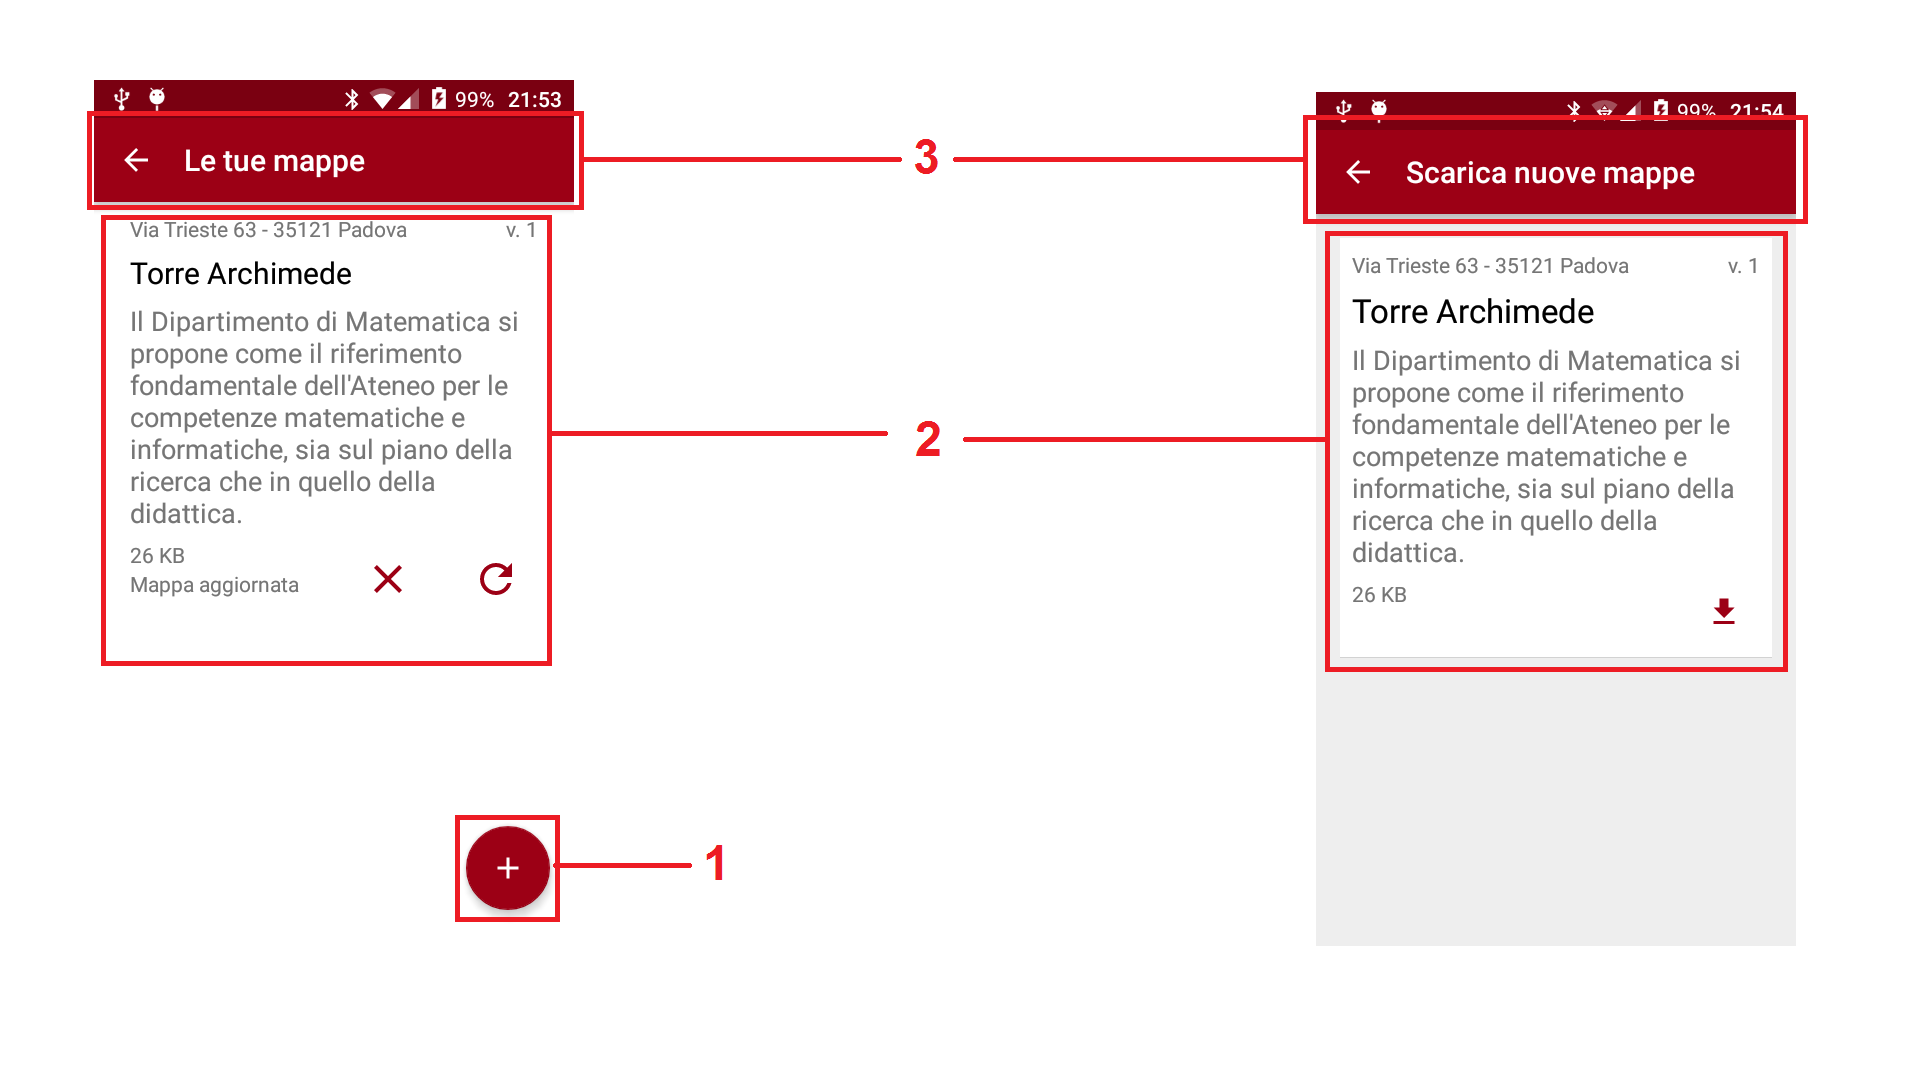 99% 21:53
Le tue mappe
Via Trieste 63 - 35121 Padova v. 1
Torre Archimede
Il Dipartimento di Matematica si
propone come il riferimento
fondamentale dell'Ateneo per le
competenze matematiche e
informatiche, sia sul piano della
ricerca che in quello della
didattica.
26 KB
Mappa aggiornata
1
2
3
99% 21:54
Scarica nuove mappe
Via Trieste 63 - 35121 Padova v. 1
Torre Archimede
Il Dipartimento di Matematica si
propone come il riferimento
fondamentale dell'Ateneo per le
competenze matematiche e
informatiche, sia sul piano della
ricerca che in quello della
didattica.
26 KB